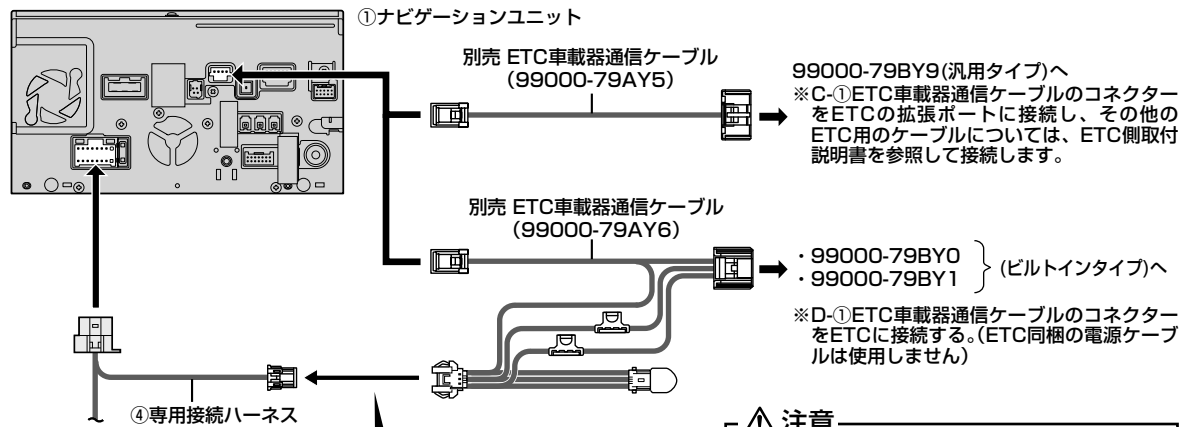 ①ナビゲーションユニット
別売 ETC車載器通信ケーブル
（99000-79AY5）
99000-79BY9(汎用タイプ)へ
※C-①ETC車載器通信ケーブルのコネクター
をETCの拡張ポートに接続し、その他の
ETC用のケーブルについては、ETC側取付
説明書を参照して接続します。
別売 ETC車載器通信ケーブル
（99000-79AY6）
・99000-79BY0
・99000-79BY1
(ビルトインタイプ)へ
※D-①ETC車載器通信ケーブルのコネクター
をETCに接続する。(ETC同梱の電源ケーブ
ルは使用しません)
④専用接続ハーネス
注意